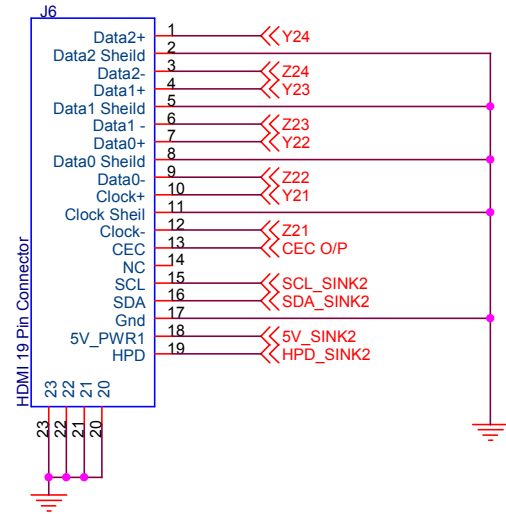 J6
Data2+ 1 Y24
Data2 Sheild 2
Data2- 3 Z24
Data1+ 4 Y23
Data1 Sheild 5
Data1 - 6 Z23
Data0+ 7 Y22
Data0 Sheild 8
Data0- 9 Z22
Clock+ 10 Y21
Clock Sheil 11
Clock- 12 Z21
CEC 13 CEC O/P
NC 14
SCL 15 SCL_SINK2
SDA 16 SDA_SINK2
Gnd 17
5V_PWR1 18 5V_SINK2
HPD 19 HPD_SINK2
HDMI 19 Pin Connector
23 22 21 20
23 22 21 20